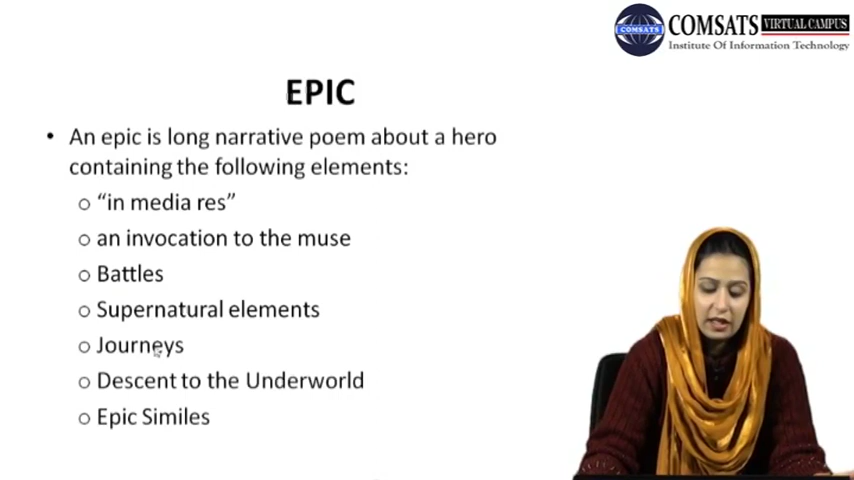 COMSATS VIRTUAL CAMPUS
Institute Of Information Technology
COMSATS
EPIC
• An epic is long narrative poem about a hero
containing the following elements:
o "in media res"
o an invocation to the muse
o Battles
o Supernatural elements
o Journeys
o Descent to the Underworld
o Epic Similes